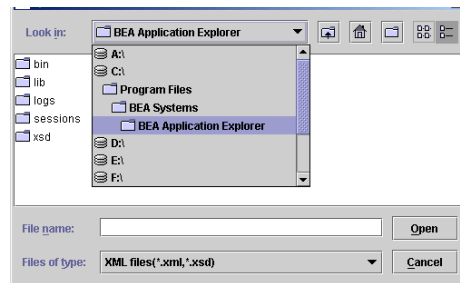 Look in: BEA Application Explorer
A:\
C:\
Program Files
BEA Systems
BEA Application Explorer
D:\
E:\
F:\
bin
lib
logs
sessions
xsd
File name: Open
Files of type: XML files(*.xml,*.xsd) Cancel